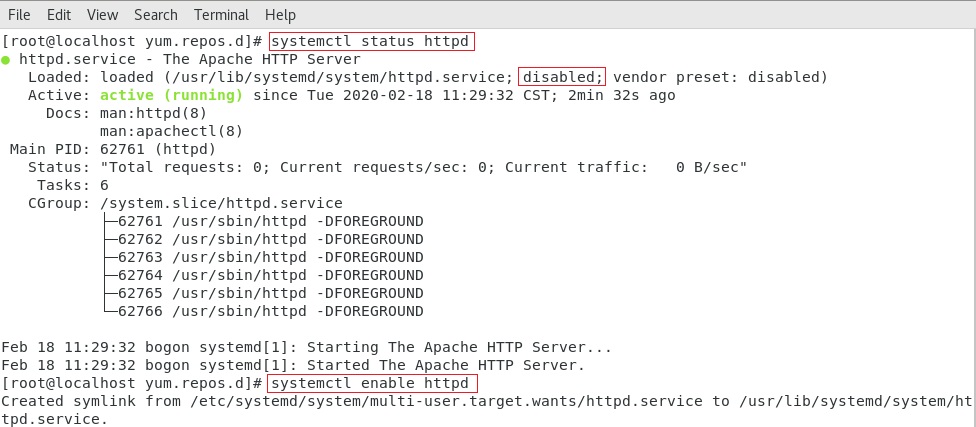 File Edit View Search Terminal Help
[root@localhost yum.repos.d]# systemctl status httpd
● httpd.service - The Apache HTTP Server
   Loaded: loaded (/usr/lib/systemd/system/httpd.service; disabled; vendor preset: disabled)
   Active: active (running) since Tue 2020-02-18 11:29:32 CST; 2min 32s ago
     Docs: man:httpd(8)
           man:apachectl(8)
 Main PID: 62761 (httpd)
   Status: "Total requests: 0; Current requests/sec: 0; Current traffic:   0 B/sec"
    Tasks: 6
   CGroup: /system.slice/httpd.service
           ├─62761 /usr/sbin/httpd -DFOREGROUND
           ├─62762 /usr/sbin/httpd -DFOREGROUND
           ├─62763 /usr/sbin/httpd -DFOREGROUND
           ├─62764 /usr/sbin/httpd -DFOREGROUND
           ├─62765 /usr/sbin/httpd -DFOREGROUND
           └─62766 /usr/sbin/httpd -DFOREGROUND

Feb 18 11:29:32 bogon systemd[1]: Starting The Apache HTTP Server...
Feb 18 11:29:32 bogon systemd[1]: Started The Apache HTTP Server.
[root@localhost yum.repos.d]# systemctl enable httpd
Created symlink from /etc/systemd/system/multi-user.target.wants/httpd.service to /usr/lib/systemd/system/ht
tpd.service.